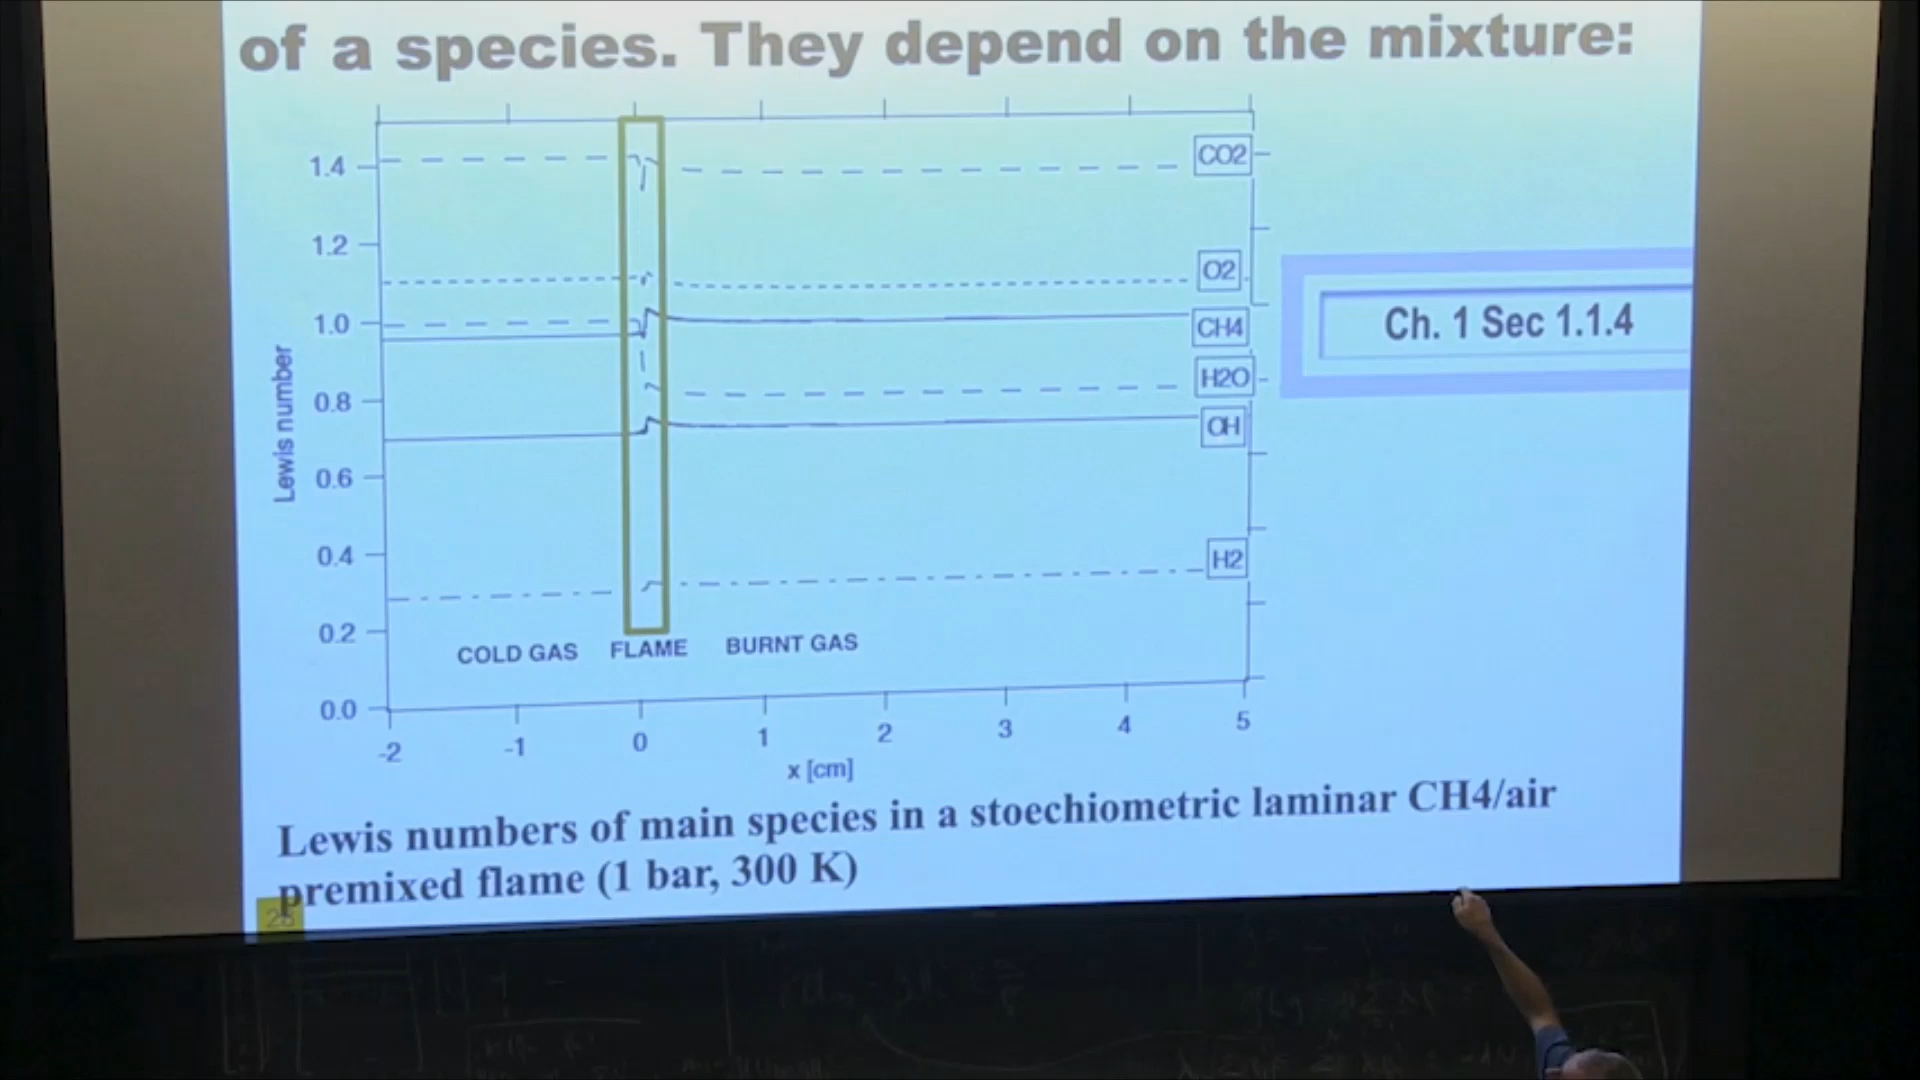 of a species. They depend on the mixture:
1.4
1.2
1.0
0.8
0.6
0.4
0.2
0.0
Lewis number
CO2
O2
CH4
H2O
OH
H2
Ch. 1 Sec 1.1.4
COLD GAS FLAME BURNT GAS
-2 -1 0 1 2 3 4 5
x [cm]
Lewis numbers of main species in a stoechiometric laminar CH4/air
premixed flame (1 bar, 300 K)